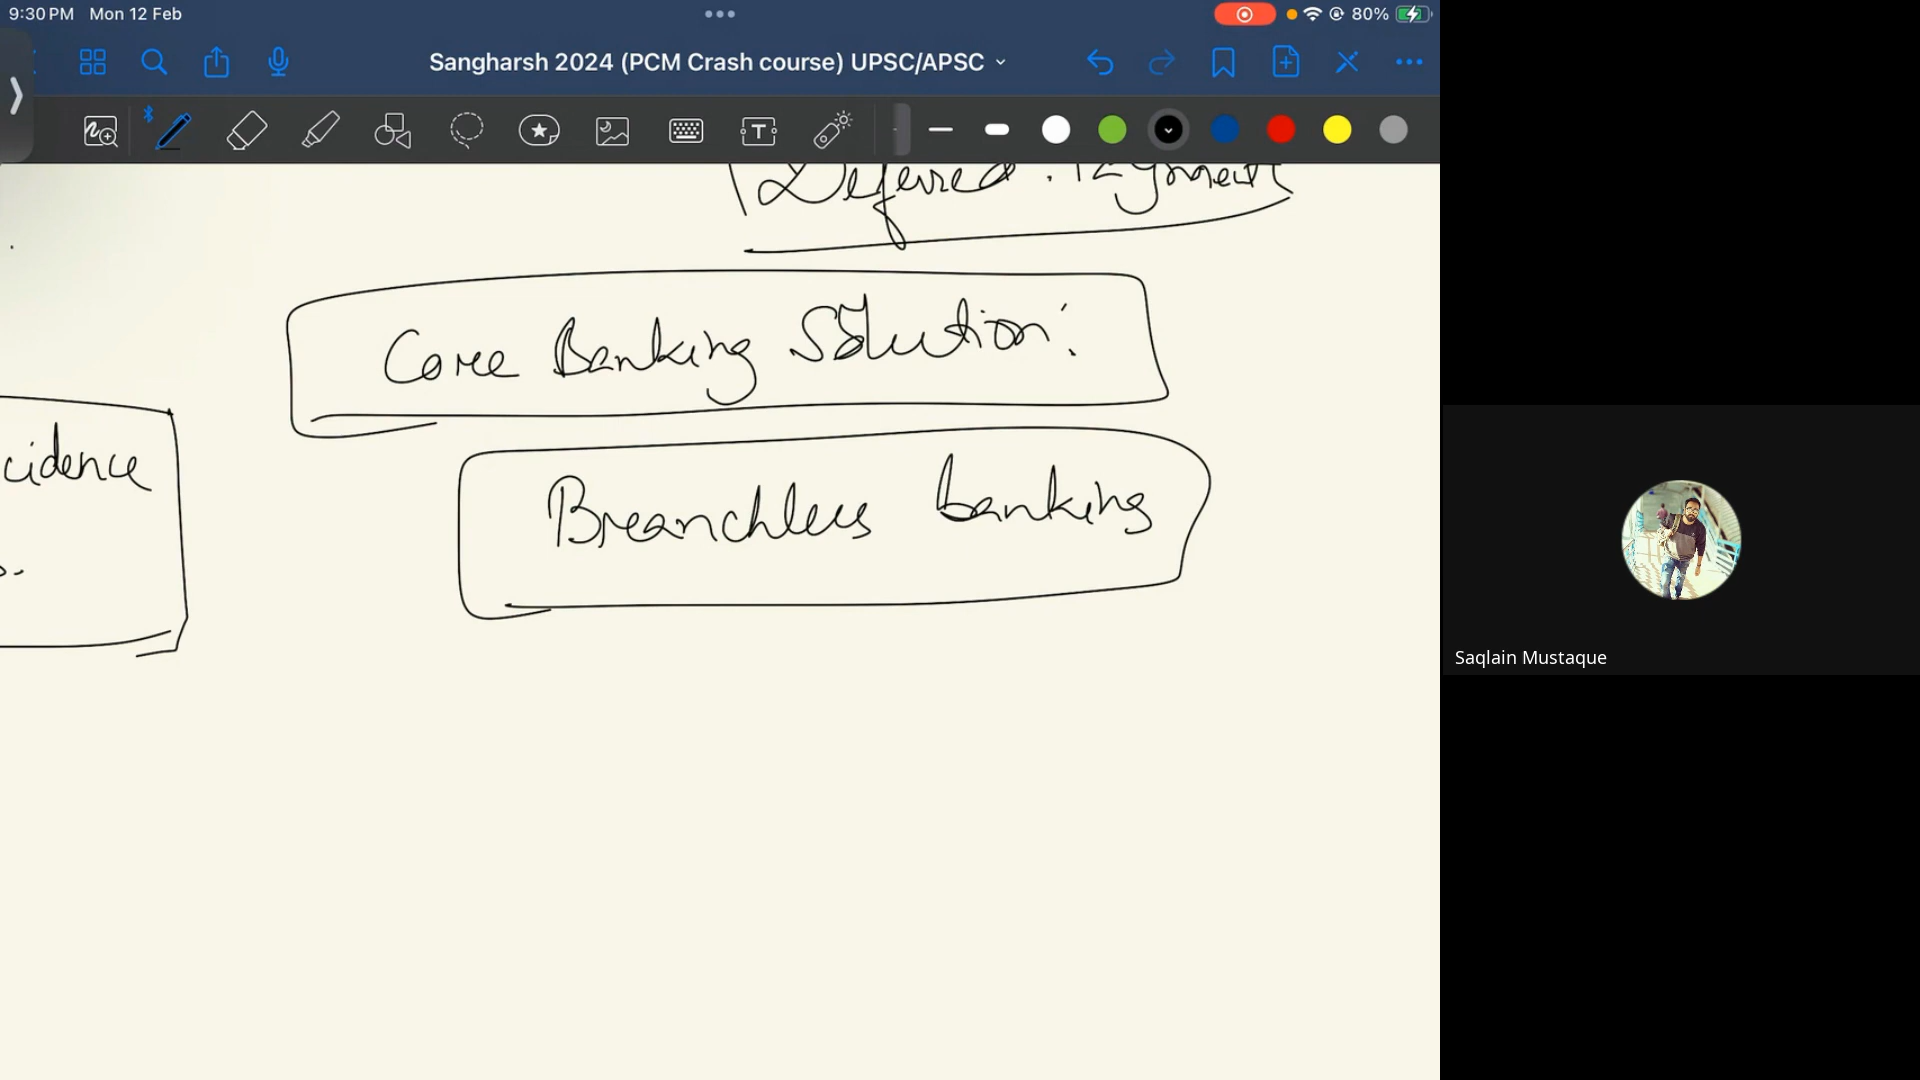 9:30 PM Mon 12 Feb
80%
Sangharsh 2024 (PCM Crash course) UPSC/APSC
T
Deferred Payment
Core Banking Solution:
cidence
Branchless banking
s.
Saqlain Mustaque